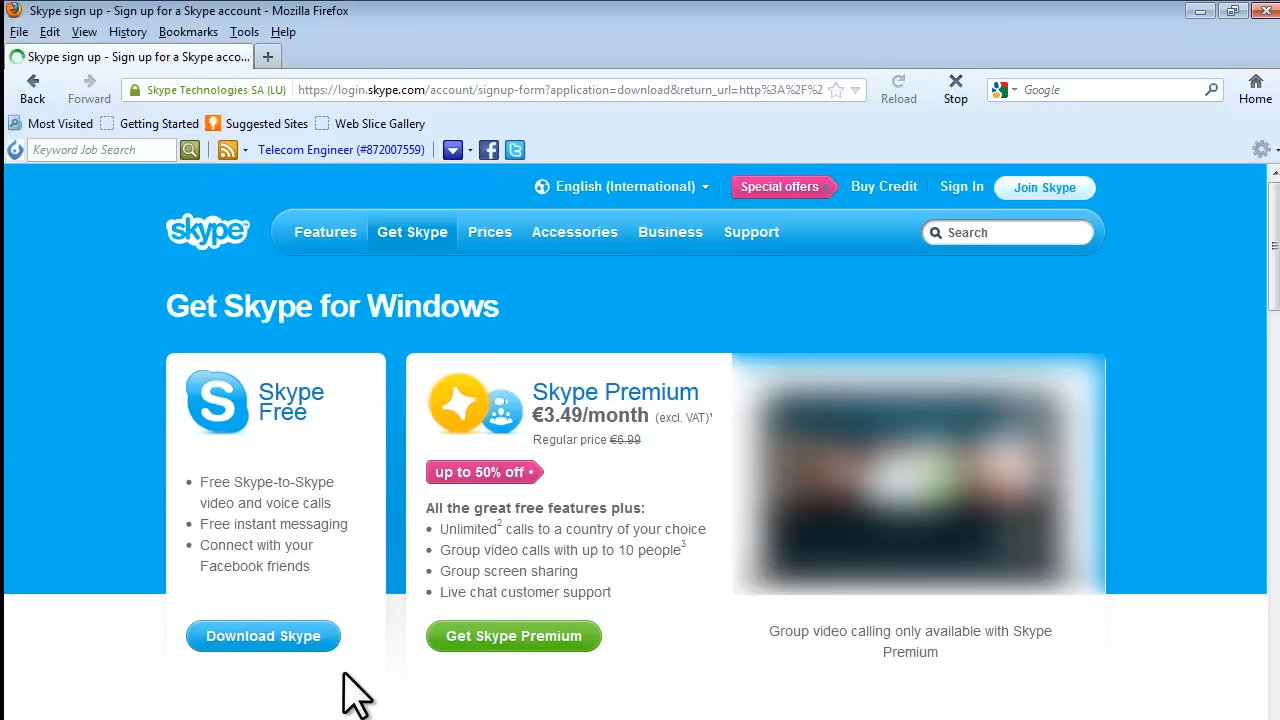 Skype sign up - Sign up for a Skype account - Mozilla Firefox
File Edit View History Bookmarks Tools Help
Skype sign up - Sign up for a Skype acco...
Back Forward Skype Technologies SA (LU) https://login.skype.com/account/signup-form?application=download&return_url=http%3A%2F%2 Reload Stop Google Home
Most Visited Getting Started Suggested Sites Web Slice Gallery
Keyword Job Search Telecom Engineer (#872007559)
English (International) Special offers Buy Credit Sign In Join Skype
skype™ Features Get Skype Prices Accessories Business Support Search
Get Skype for Windows
Skype
Free
• Free Skype-to-Skype
video and voice calls
• Free instant messaging
• Connect with your
Facebook friends
Download Skype
Skype Premium
€3.49/month (excl. VAT)¹
Regular price €6.99
up to 50% off
All the great free features plus:
• Unlimited² calls to a country of your choice
• Group video calls with up to 10 people³
• Group screen sharing
• Live chat customer support
Get Skype Premium
Group video calling only available with Skype
Premium